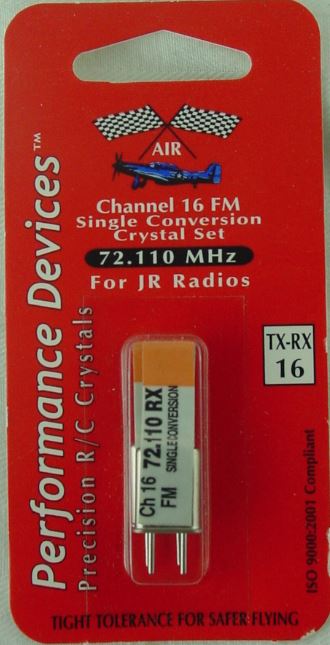 AIR
Channel 16 FM
Single Conversion
Crystal Set
72.110 MHz
For JR Radios
Performance Devices™
Precision R/C Crystals
TX-RX
16
Ch 16 72.110 RX
FM SINGLE CONVERSION
ISO 9000:2001 Compliant
TIGHT TOLERANCE FOR SAFER FLYING